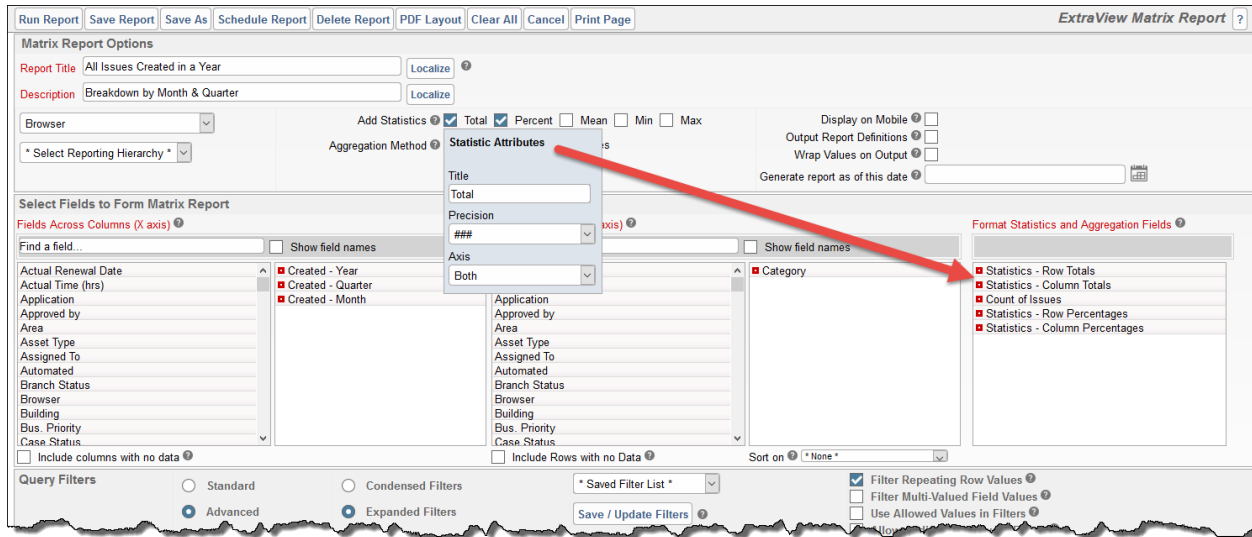 Run Report Save Report Save As Schedule Report Delete Report PDF Layout Clear All Cancel Print Page ExtraView Matrix Report ?
Matrix Report Options
Report Title All Issues Created in a Year Localize ?
Description Breakdown by Month & Quarter Localize
Browser
* Select Reporting Hierarchy *
Add Statistics ? Total Percent Mean Min Max
Aggregation Method ?
Display on Mobile ?
Output Report Definitions ?
Wrap Values on Output ?
Generate report as of this date ?
Statistic Attributes
Title
Total
Precision
###
Axis
Both
Select Fields to Form Matrix Report
Fields Across Columns (X axis) ?
Find a field... Show field names
Actual Renewal Date
Actual Time (hrs)
Application
Approved by
Area
Asset Type
Assigned To
Automated
Branch Status
Browser
Building
Bus. Priority
Case Status
Created - Year
Created - Quarter
Created - Month
axis) ?
Show field names
Application
Approved by
Area
Asset Type
Assigned To
Automated
Branch Status
Browser
Building
Bus. Priority
Case Status
Category
Format Statistics and Aggregation Fields ?
Statistics - Row Totals
Statistics - Column Totals
Count of Issues
Statistics - Row Percentages
Statistics - Column Percentages
Include columns with no data ? Include Rows with no Data ? Sort on ? * None *
Query Filters
Standard Condensed Filters * Saved Filter List *
Advanced Expanded Filters Save / Update Filters ?
Filter Repeating Row Values ?
Filter Multi-Valued Field Values ?
Use Allowed Values in Filters ?